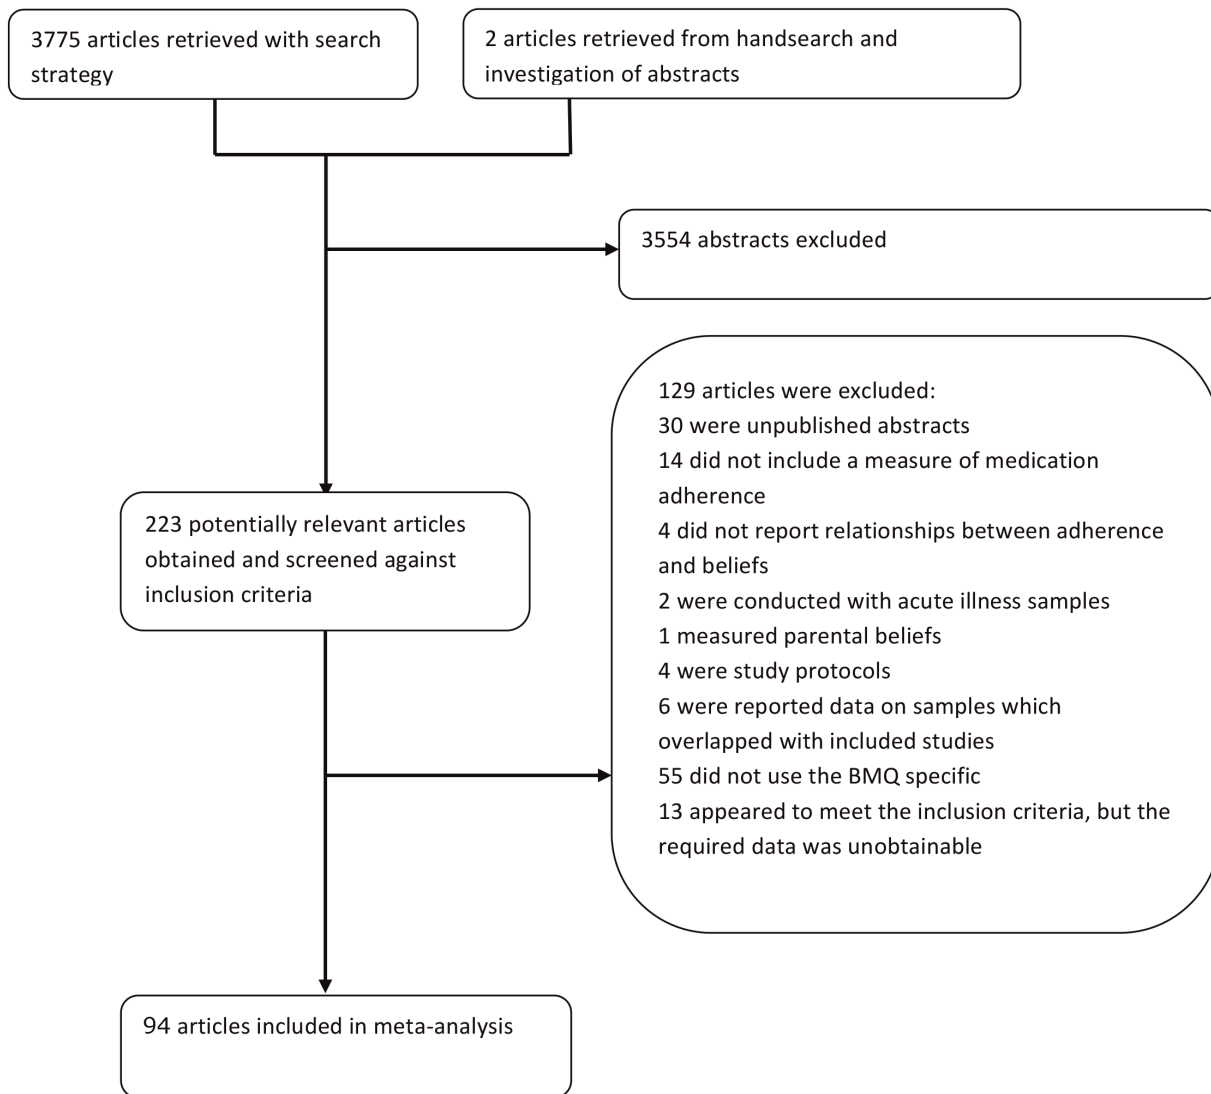 3775 articles retrieved with search
strategy
2 articles retrieved from handsearch and
investigation of abstracts
3554 abstracts excluded
129 articles were excluded:
30 were unpublished abstracts
14 did not include a measure of medication
adherence
4 did not report relationships between adherence
and beliefs
2 were conducted with acute illness samples
1 measured parental beliefs
4 were study protocols
6 were reported data on samples which
overlapped with included studies
55 did not use the BMQ specific
13 appeared to meet the inclusion criteria, but the
required data was unobtainable
223 potentially relevant articles
obtained and screened against
inclusion criteria
94 articles included in meta-analysis